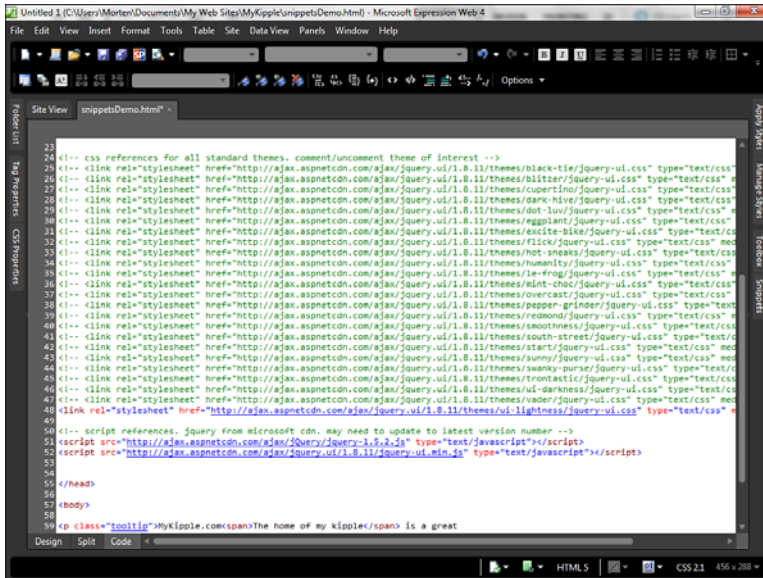 Untitled 1 (C:\Users\Morten\Documents\My Web Sites\MyKipple\snippetsDemo.html) - Microsoft Expression Web 4
File Edit View Insert Format Tools Table Site Data View Panels Window Help
Options
Folder List
Tag Properties
CSS Properties
Site View snippetsDemo.html*
Apply Styles
Manage Styles
Toolbox
Snippets
23
24 <!-- css references for all standard themes. comment/uncomment theme of interest -->
25 <!-- <link rel="stylesheet" href="http://ajax.aspnetcdn.com/ajax/jquery.ui/1.8.11/themes/black-tie/jquery-ui.css" type="text/css"
26 <!-- <link rel="stylesheet" href="http://ajax.aspnetcdn.com/ajax/jquery.ui/1.8.11/themes/blitzer/jquery-ui.css" type="text/css" m
27 <!-- <link rel="stylesheet" href="http://ajax.aspnetcdn.com/ajax/jquery.ui/1.8.11/themes/cupertino/jquery-ui.css" type="text/css"
28 <!-- <link rel="stylesheet" href="http://ajax.aspnetcdn.com/ajax/jquery.ui/1.8.11/themes/dark-hive/jquery-ui.css" type="text/css"
29 <!-- <link rel="stylesheet" href="http://ajax.aspnetcdn.com/ajax/jquery.ui/1.8.11/themes/dot-luv/jquery-ui.css" type="text/css" m
30 <!-- <link rel="stylesheet" href="http://ajax.aspnetcdn.com/ajax/jquery.ui/1.8.11/themes/eggplant/jquery-ui.css" type="text/css"
31 <!-- <link rel="stylesheet" href="http://ajax.aspnetcdn.com/ajax/jquery.ui/1.8.11/themes/excite-bike/jquery-ui.css" type="text/cs
32 <!-- <link rel="stylesheet" href="http://ajax.aspnetcdn.com/ajax/jquery.ui/1.8.11/themes/flick/jquery-ui.css" type="text/css" med
33 <!-- <link rel="stylesheet" href="http://ajax.aspnetcdn.com/ajax/jquery.ui/1.8.11/themes/hot-sneaks/jquery-ui.css" type="text/css
34 <!-- <link rel="stylesheet" href="http://ajax.aspnetcdn.com/ajax/jquery.ui/1.8.11/themes/humanity/jquery-ui.css" type="text/css"
35 <!-- <link rel="stylesheet" href="http://ajax.aspnetcdn.com/ajax/jquery.ui/1.8.11/themes/le-frog/jquery-ui.css" type="text/css" m
36 <!-- <link rel="stylesheet" href="http://ajax.aspnetcdn.com/ajax/jquery.ui/1.8.11/themes/mint-choc/jquery-ui.css" type="text/css"
37 <!-- <link rel="stylesheet" href="http://ajax.aspnetcdn.com/ajax/jquery.ui/1.8.11/themes/overcast/jquery-ui.css" type="text/css"
38 <!-- <link rel="stylesheet" href="http://ajax.aspnetcdn.com/ajax/jquery.ui/1.8.11/themes/pepper-grinder/jquery-ui.css" type="text
39 <!-- <link rel="stylesheet" href="http://ajax.aspnetcdn.com/ajax/jquery.ui/1.8.11/themes/redmond/jquery-ui.css" type="text/css" m
40 <!-- <link rel="stylesheet" href="http://ajax.aspnetcdn.com/ajax/jquery.ui/1.8.11/themes/smoothness/jquery-ui.css" type="text/css
41 <!-- <link rel="stylesheet" href="http://ajax.aspnetcdn.com/ajax/jquery.ui/1.8.11/themes/south-street/jquery-ui.css" type="text/c
42 <!-- <link rel="stylesheet" href="http://ajax.aspnetcdn.com/ajax/jquery.ui/1.8.11/themes/start/jquery-ui.css" type="text/css" med
43 <!-- <link rel="stylesheet" href="http://ajax.aspnetcdn.com/ajax/jquery.ui/1.8.11/themes/sunny/jquery-ui.css" type="text/css" med
44 <!-- <link rel="stylesheet" href="http://ajax.aspnetcdn.com/ajax/jquery.ui/1.8.11/themes/swanky-purse/jquery-ui.css" type="text/c
45 <!-- <link rel="stylesheet" href="http://ajax.aspnetcdn.com/ajax/jquery.ui/1.8.11/themes/trontastic/jquery-ui.css" type="text/css
46 <!-- <link rel="stylesheet" href="http://ajax.aspnetcdn.com/ajax/jquery.ui/1.8.11/themes/ui-darkness/jquery-ui.css" type="text/cs
47 <!-- <link rel="stylesheet" href="http://ajax.aspnetcdn.com/ajax/jquery.ui/1.8.11/themes/vader/jquery-ui.css" type="text/css" med
48 <link rel="stylesheet" href="http://ajax.aspnetcdn.com/ajax/jquery.ui/1.8.11/themes/ui-lightness/jquery-ui.css" type="text/css" m
49
50 <!-- script references. jquery from microsoft cdn. may need to update to latest version number -->
51 <script src="http://ajax.aspnetcdn.com/ajax/jQuery/jquery-1.5.2.js" type="text/javascript"></script>
52 <script src="http://ajax.aspnetcdn.com/ajax/jquery.ui/1.8.11/jquery-ui.min.js" type="text/javascript"></script>
53
54
55 </head>
56
57 <body>
58
59 <p class="tooltip">MyKipple.com<span>The home of my kipple</span> is a great
Design Split Code
HTML5 CSS 2.1 456 x 288